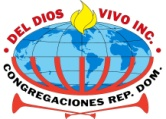 • DEL DIOS VIVO INC. •
CONGREGACIONES REP. DOM.